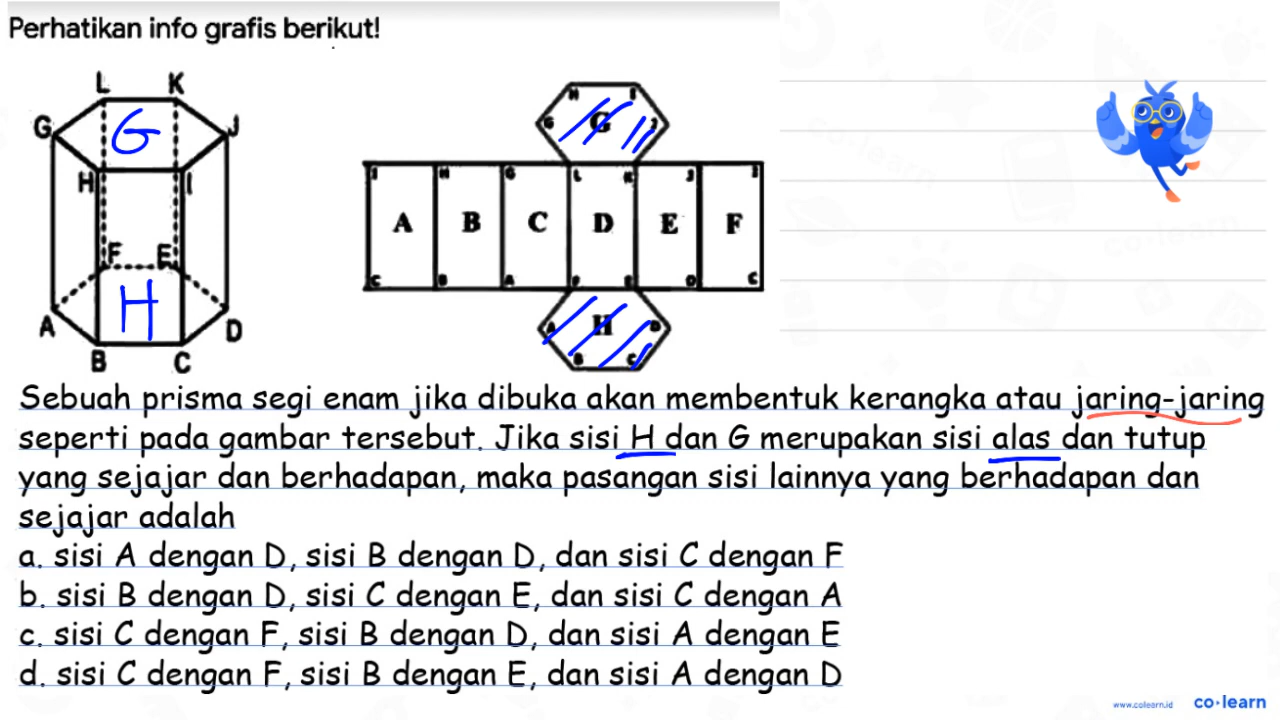 Perhatikan info grafis berikut!
L K
G G J
H I
F E
H
A D
B C
H I
G G J
I H G L K J I
A B C D E F
C B A F E D C
A H D
B C
Sebuah prisma segi enam jika dibuka akan membentuk kerangka atau jaring-jaring
seperti pada gambar tersebut. Jika sisi H dan G merupakan sisi alas dan tutup
yang sejajar dan berhadapan, maka pasangan sisi lainnya yang berhadapan dan
sejajar adalah
a. sisi A dengan D, sisi B dengan D, dan sisi C dengan F
b. sisi B dengan D, sisi C dengan E, dan sisi C dengan A
c. sisi C dengan F, sisi B dengan D, dan sisi A dengan E
d. sisi C dengan F, sisi B dengan E, dan sisi A dengan D
www.colearn.id co·learn